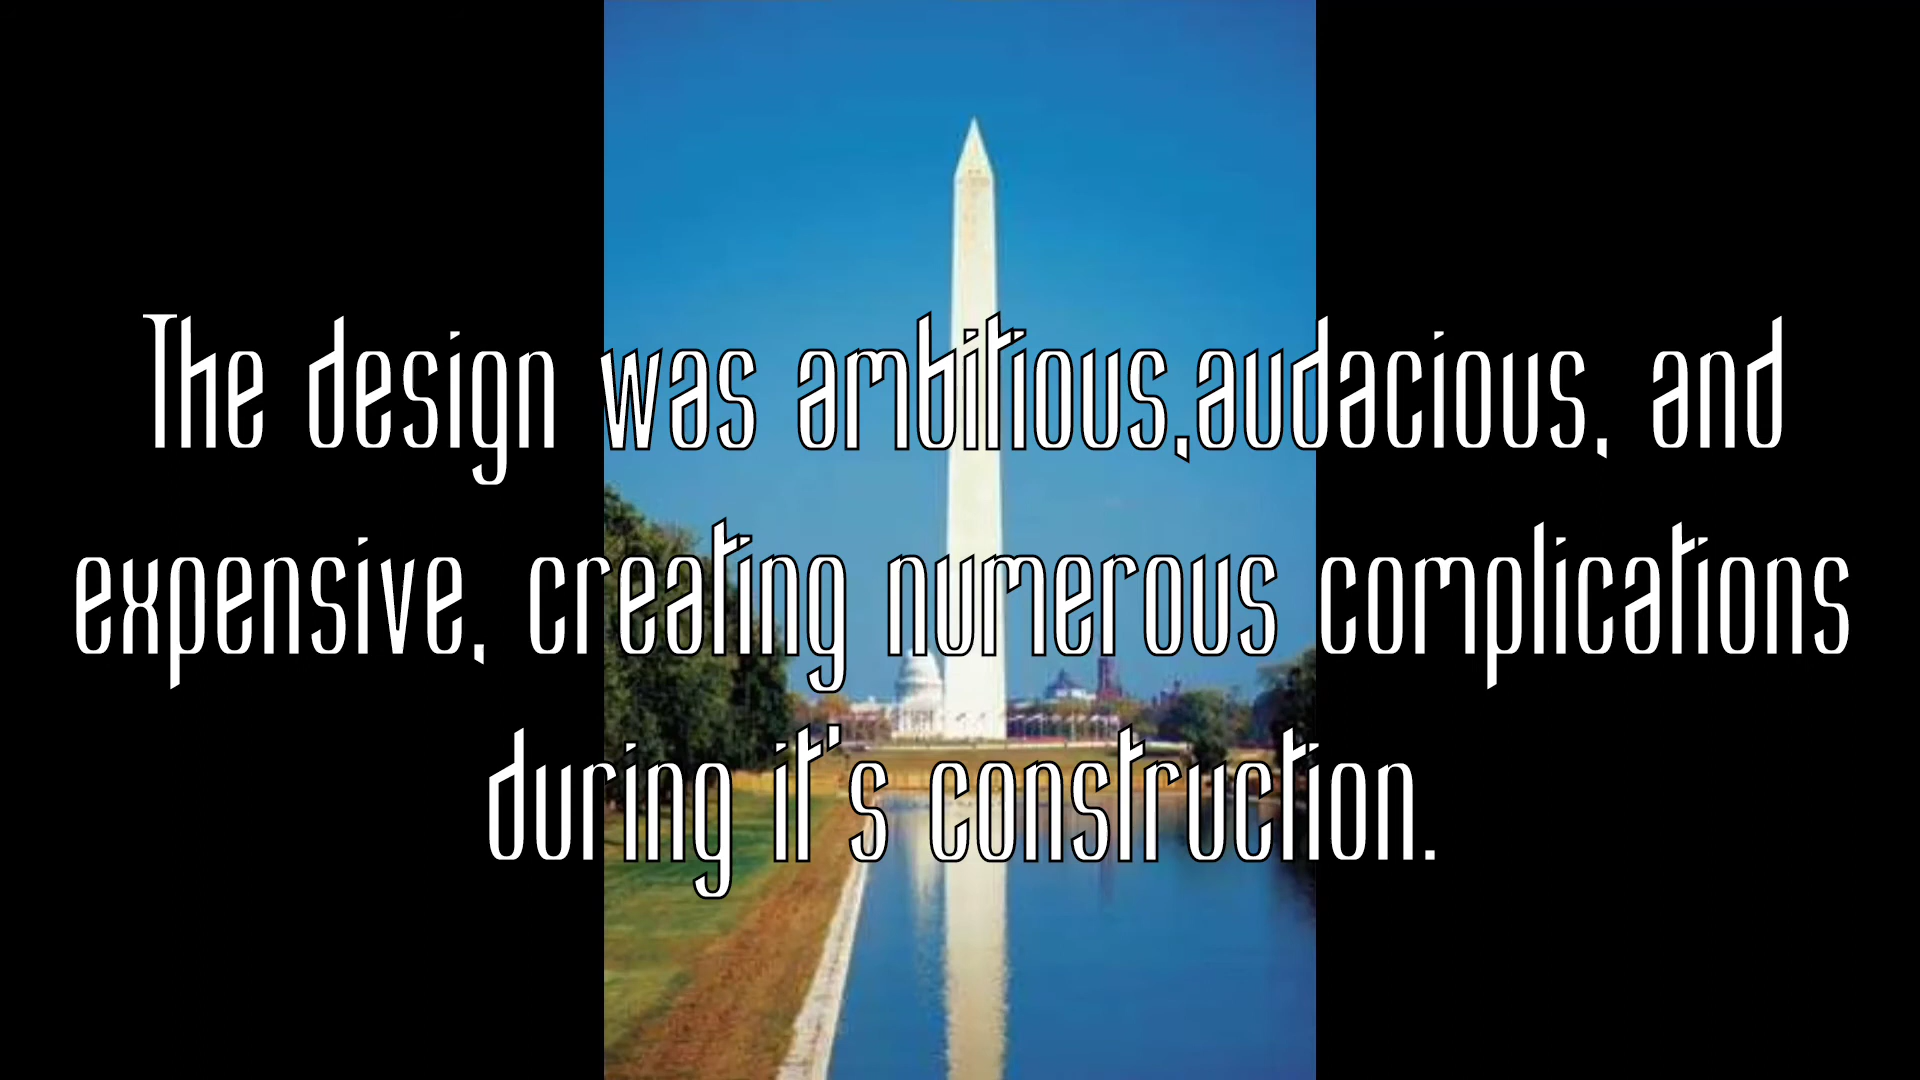 The design was ambitious,audacious, and
expensive, creating numerous complications
during it's construction.